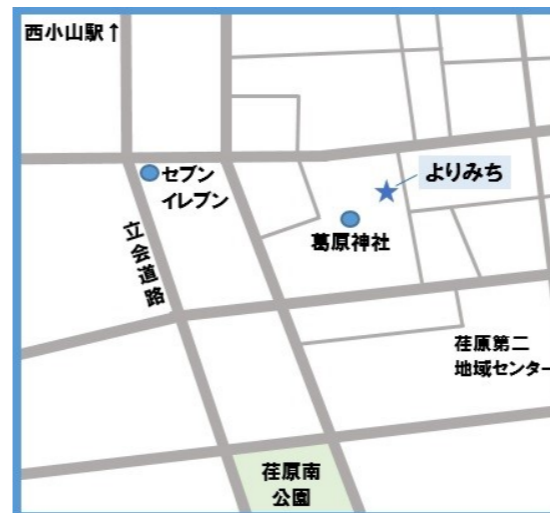 西小山駅↑
セブン
イレブン
よりみち
葛原神社
立会道路
荏原第二
地域センター
荏原南
公園